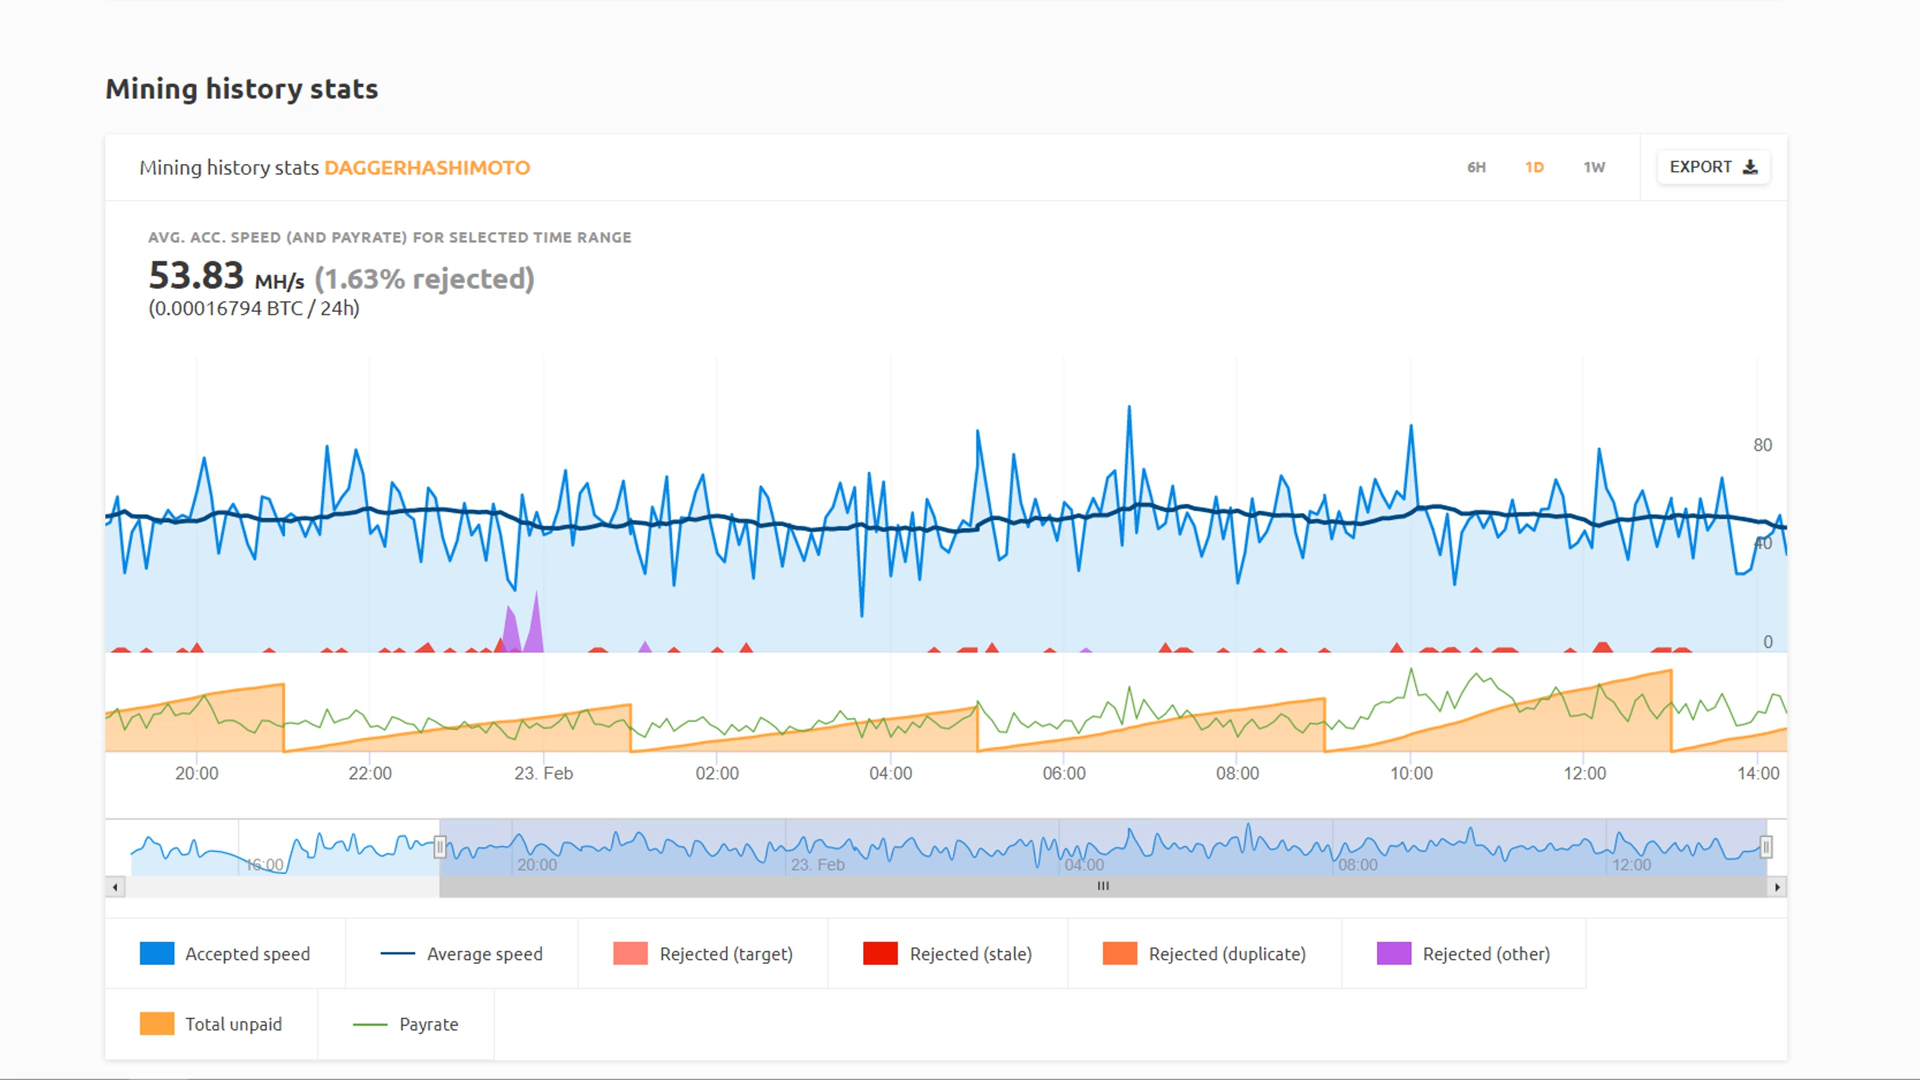 Mining history stats
Mining history stats DAGGERHASHIMOTO
6H 1D 1W EXPORT
AVG. ACC. SPEED (AND PAYRATE) FOR SELECTED TIME RANGE
53.83 MH/s (1.63% rejected)
(0.00016794 BTC / 24h)
80
40
0
20:00 22:00 23. Feb 02:00 04:00 06:00 08:00 10:00 12:00 14:00
16:00 20:00 23. Feb 04:00 08:00 12:00
Accepted speed Average speed Rejected (target) Rejected (stale) Rejected (duplicate) Rejected (other)
Total unpaid Payrate